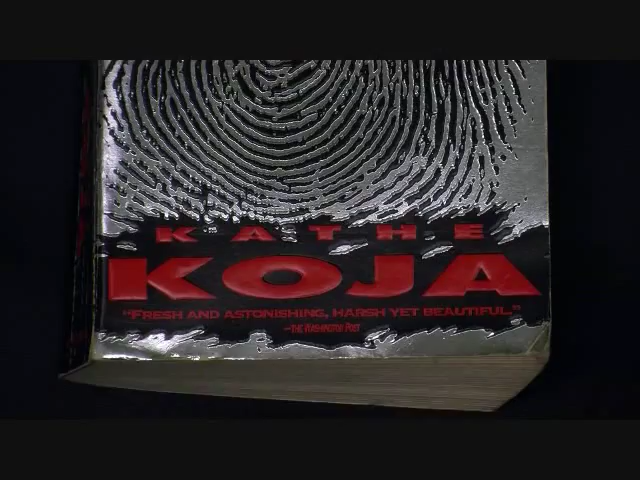 KATHE
KOJA
"FRESH AND ASTONISHING, HARSH YET BEAUTIFUL."
—THE WASHINGTON POST